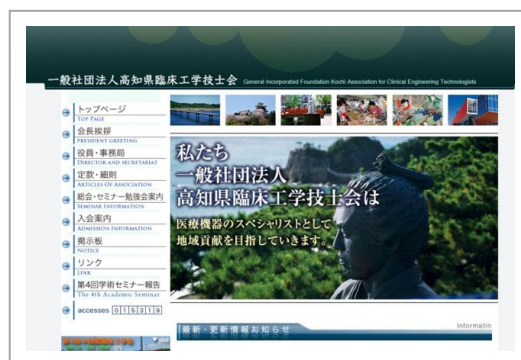 一般社団法人高知県臨床工学技士会 General Incorporated Foundation Kochi Association for Clinical Engineering Technologists
トップページ
TOP PAGE
会長挨拶
PRESIDENT GREETING
役員・事務局
DIRECTOR AND SECRETARIAT
定款・細則
ARTICLES OF ASSOCIATION
総会・セミナー勉強会案内
SEMINAR INFORMATION
入会案内
ADMISSION INFORMATION
掲示板
NOTICE
リンク
LINK
第4回学術セミナー報告
The 4th Academic Seminar
accesses 015319
私たち
一般社団法人
高知県臨床工学技士会は
医療機器のスペシャリストとして
地域貢献を目指していきます。
最新・更新情報お知らせ
Informatin